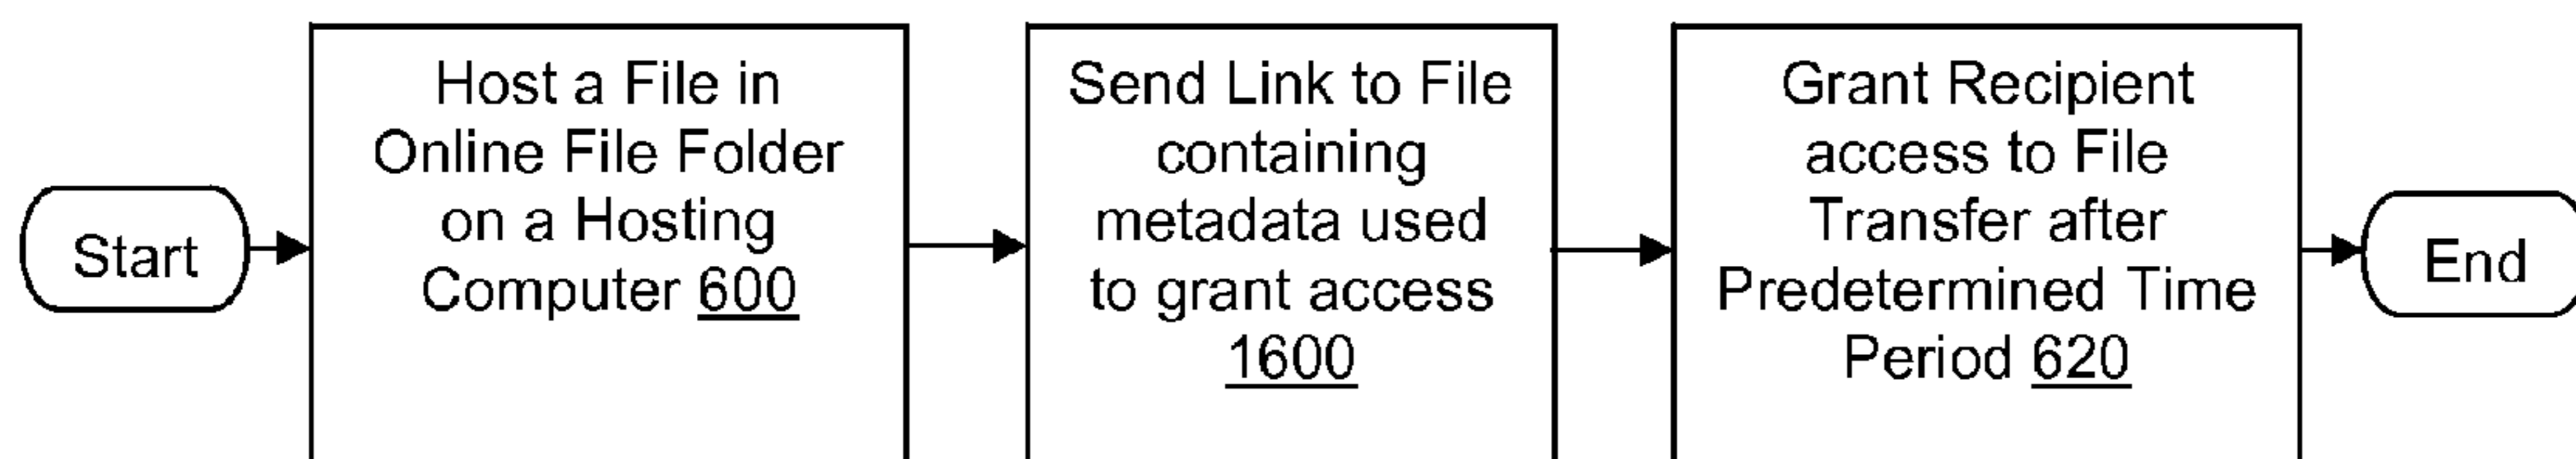 Start
Host a File in
Online File Folder
on a Hosting
Computer 600
Send Link to File
containing
metadata used
to grant access
1600
Grant Recipient
access to File
Transfer after
Predetermined Time
Period 620
End